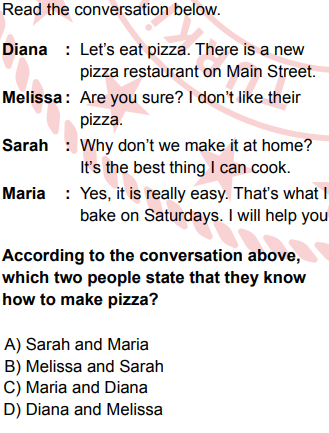 Read the conversation below.
Diana : Let's eat pizza. There is a new
pizza restaurant on Main Street.
Melissa : Are you sure? I don't like their
pizza.
Sarah : Why don't we make it at home?
It's the best thing I can cook.
Maria : Yes, it is really easy. That's what I
bake on Saturdays. I will help you
According to the conversation above,
which two people state that they know
how to make pizza?
A) Sarah and Maria
B) Melissa and Sarah
C) Maria and Diana
D) Diana and Melissa